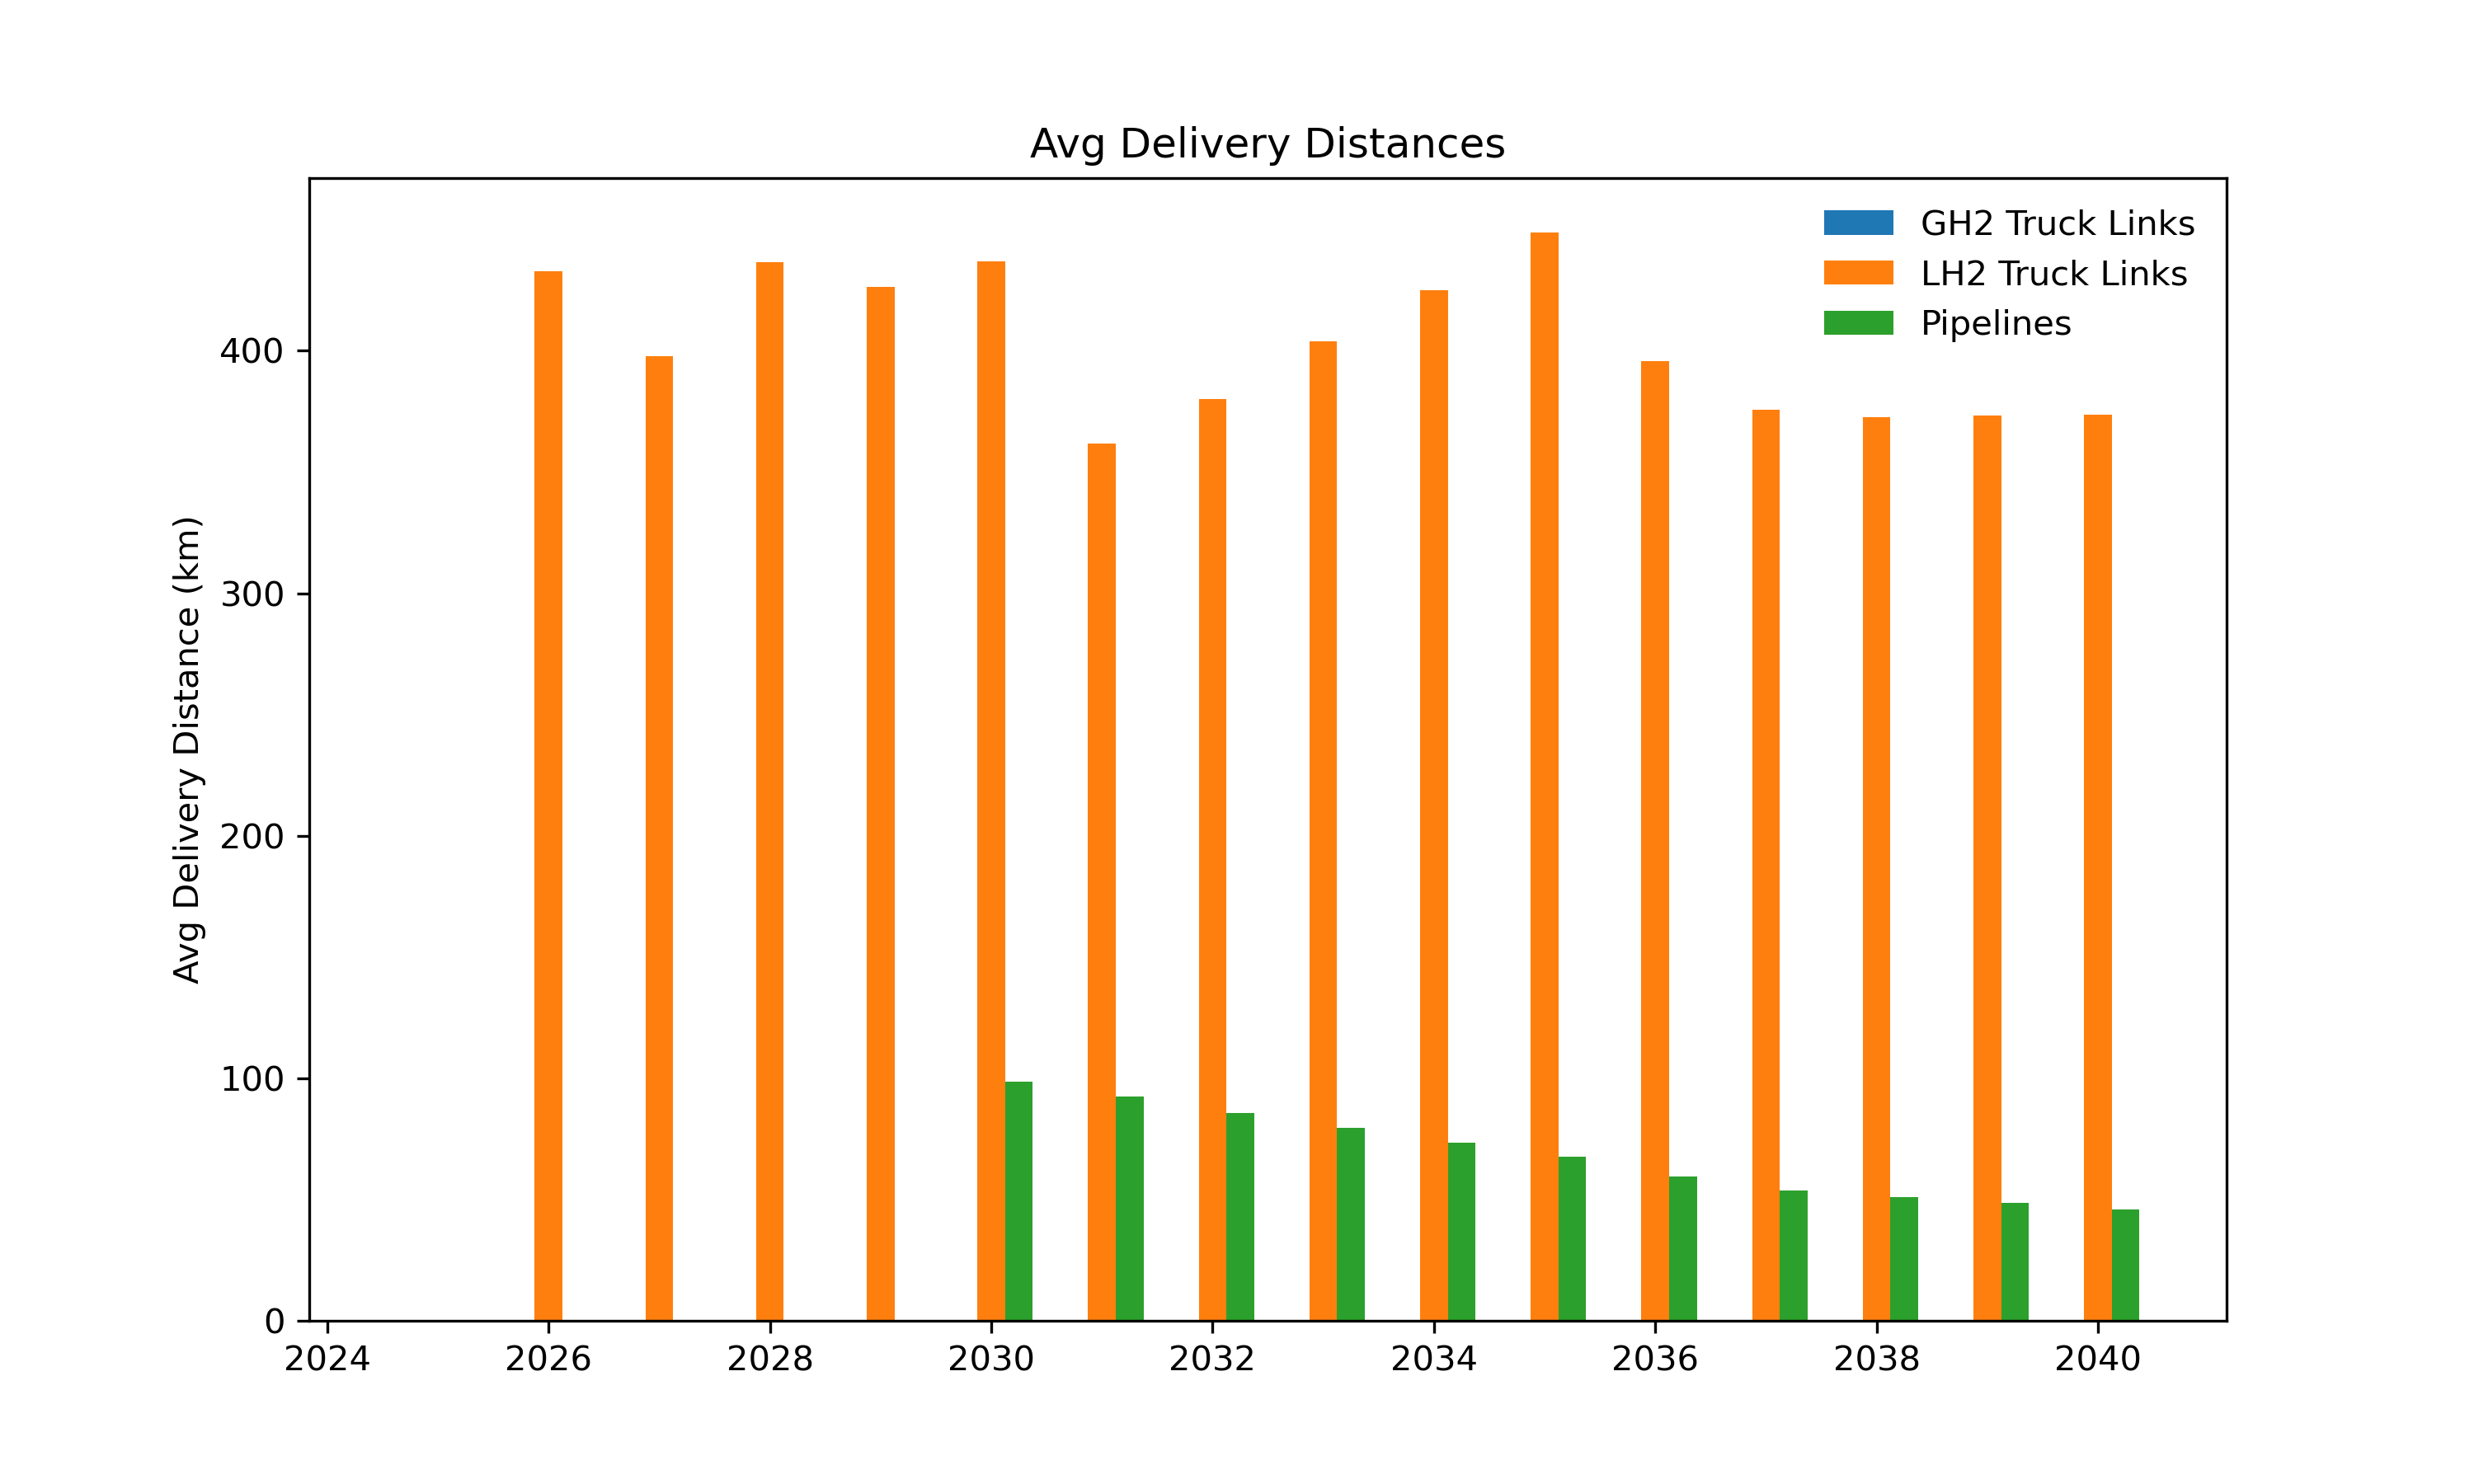 Avg Delivery Distances
GH2 Truck Links
LH2 Truck Links
Pipelines
Avg Delivery Distance (km)
400
300
200
100
0
2024 2026 2028 2030 2032 2034 2036 2038 2040